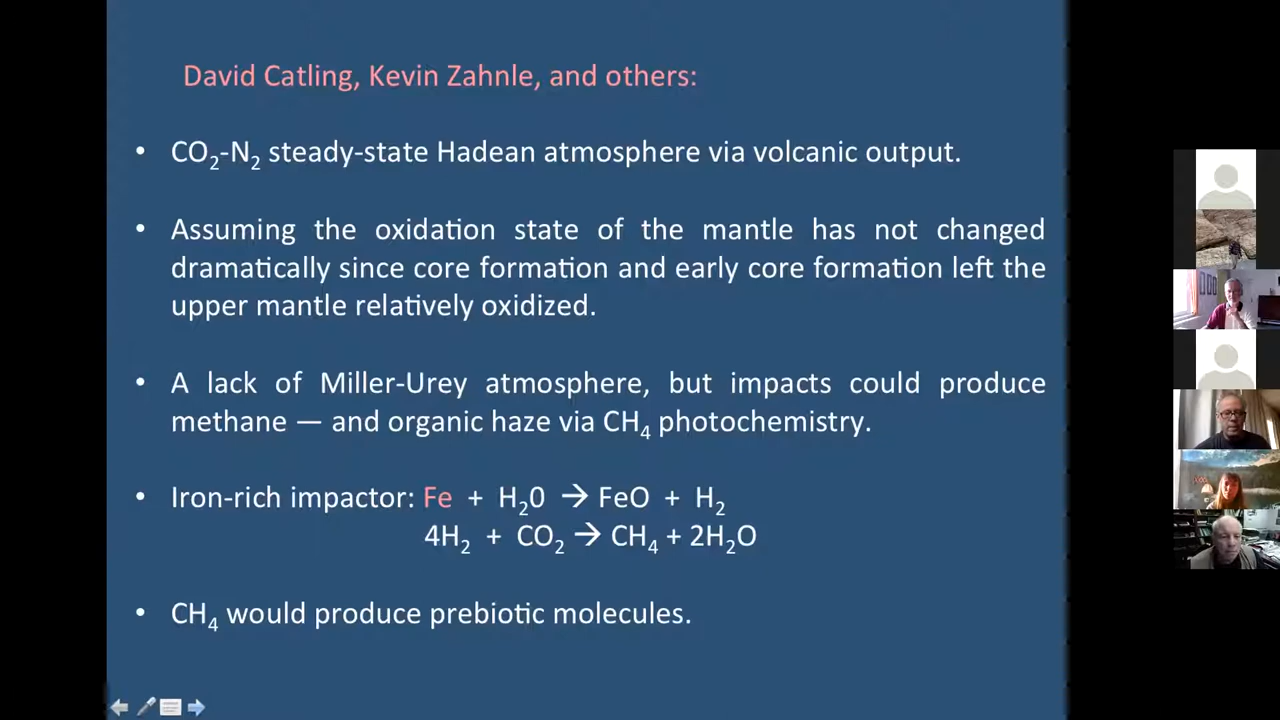 David Catling, Kevin Zahnle, and others:
• CO₂-N₂ steady-state Hadean atmosphere via volcanic output.
• Assuming the oxidation state of the mantle has not changed
dramatically since core formation and early core formation left the
upper mantle relatively oxidized.
• A lack of Miller-Urey atmosphere, but impacts could produce
methane — and organic haze via CH₄ photochemistry.
• Iron-rich impactor: Fe + H₂0 → FeO + H₂
4H₂ + CO₂ → CH₄ + 2H₂O
• CH₄ would produce prebiotic molecules.